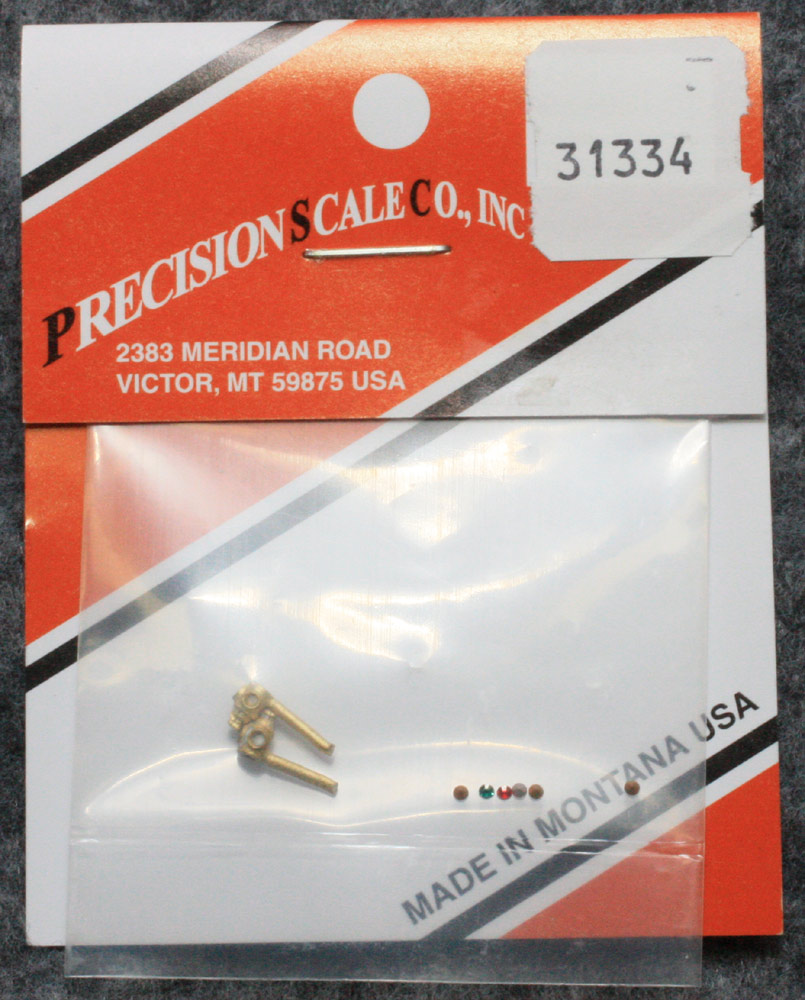 31334
PRECISION SCALE CO., INC
2383 MERIDIAN ROAD
VICTOR, MT 59875 USA
MADE IN MONTANA USA